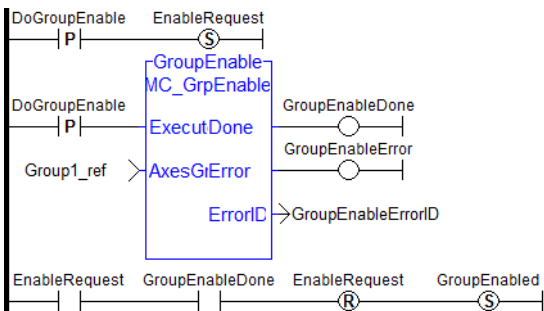 DoGroupEnable EnableRequest
P S
GroupEnable
MC_GrpEnable
DoGroupEnable GroupEnableDone
P ExecutDone
GroupEnableError
Group1_ref AxesGrError
ErrorID GroupEnableErrorID
EnableRequest GroupEnableDone EnableRequest GroupEnabled
R S